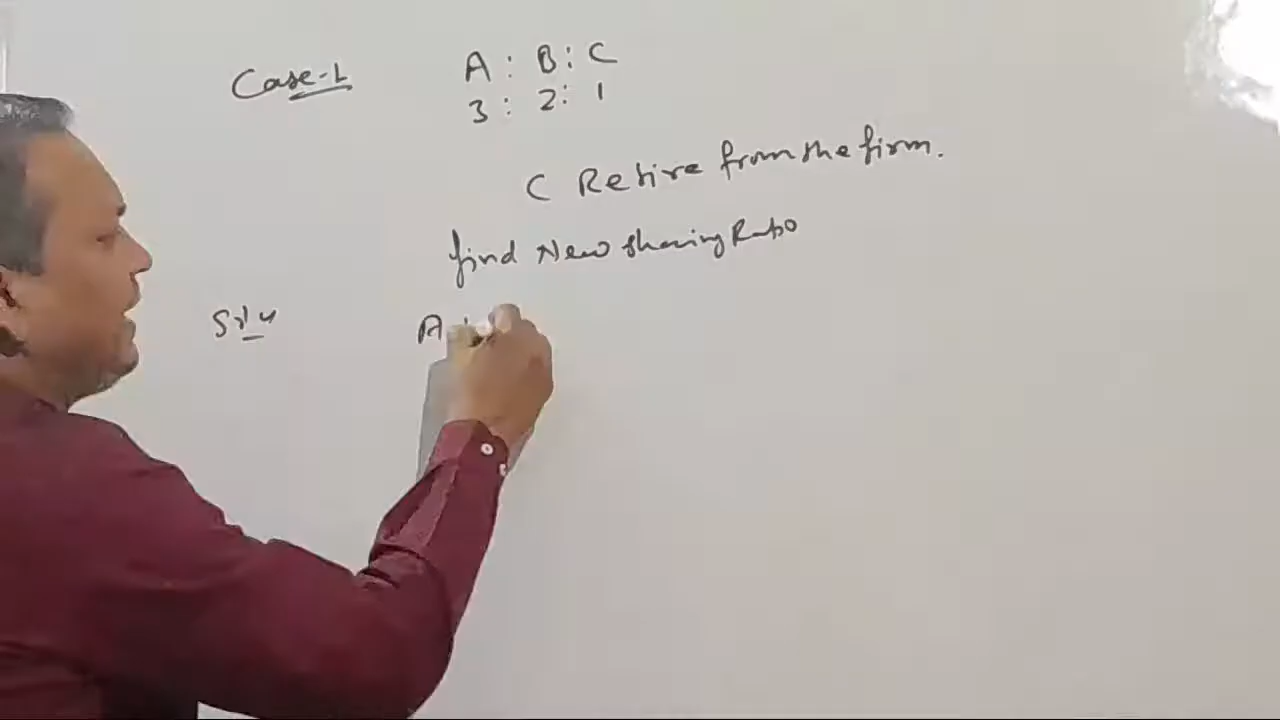 Case-1
A : B : C
3 : 2 : 1
C Retire from the firm.
find New sharing Ratio
Soln
A :